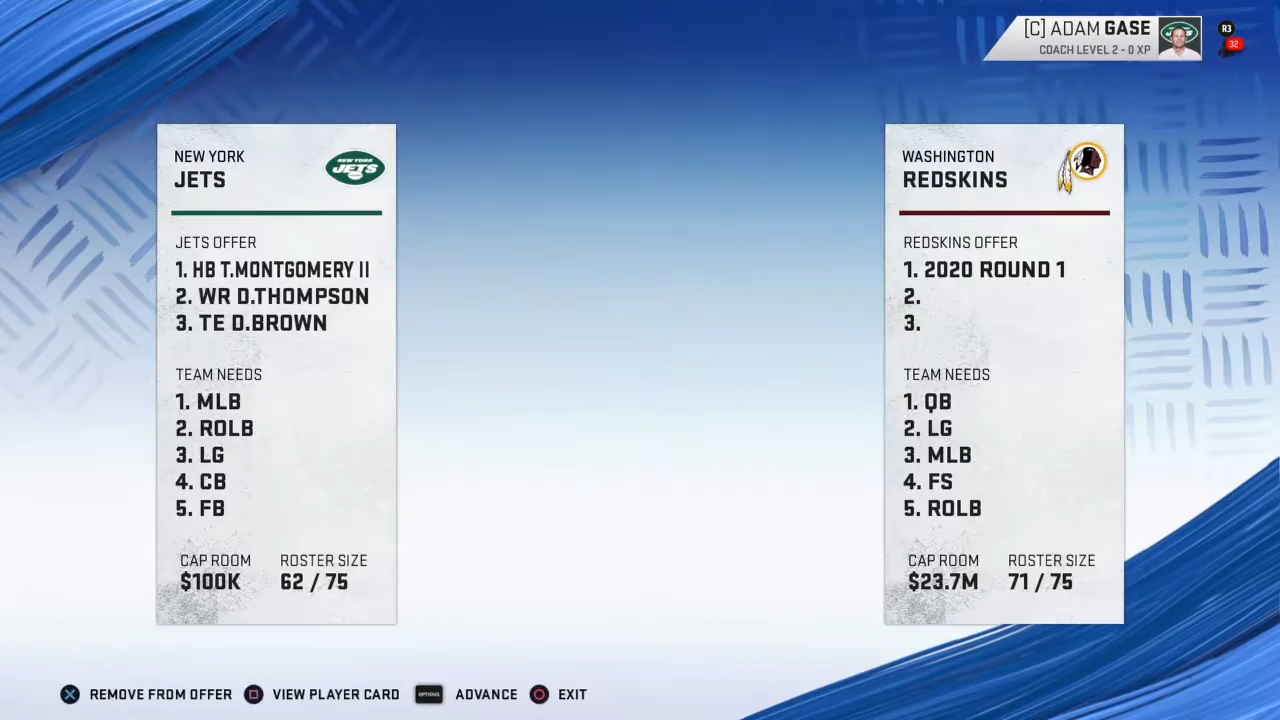 [C] ADAM GASE
COACH LEVEL 2 - 0 XP
R3
32
NEW YORK
JETS
NEW YORK
JETS
JETS OFFER
1. HB T.MONTGOMERY II
2. WR D.THOMPSON
3. TE D.BROWN
TEAM NEEDS
1. MLB
2. ROLB
3. LG
4. CB
5. FB
CAP ROOM ROSTER SIZE
$100K 62 / 75
WASHINGTON
REDSKINS
REDSKINS OFFER
1. 2020 ROUND 1
2.
3.
TEAM NEEDS
1. QB
2. LG
3. MLB
4. FS
5. ROLB
CAP ROOM ROSTER SIZE
$23.7M 71 / 75
REMOVE FROM OFFER VIEW PLAYER CARD OPTIONS ADVANCE EXIT